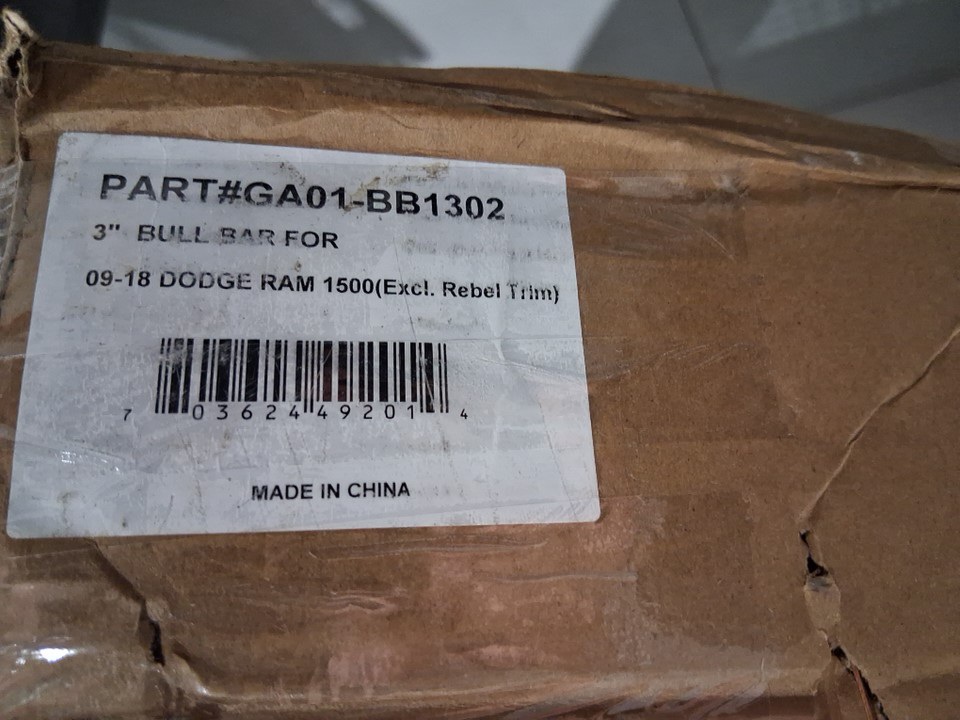 PART#GA01-BB1302
3" BULL BAR FOR
09-18 DODGE RAM 1500(Excl. Rebel Trim)
7 03624 49201 4
MADE IN CHINA